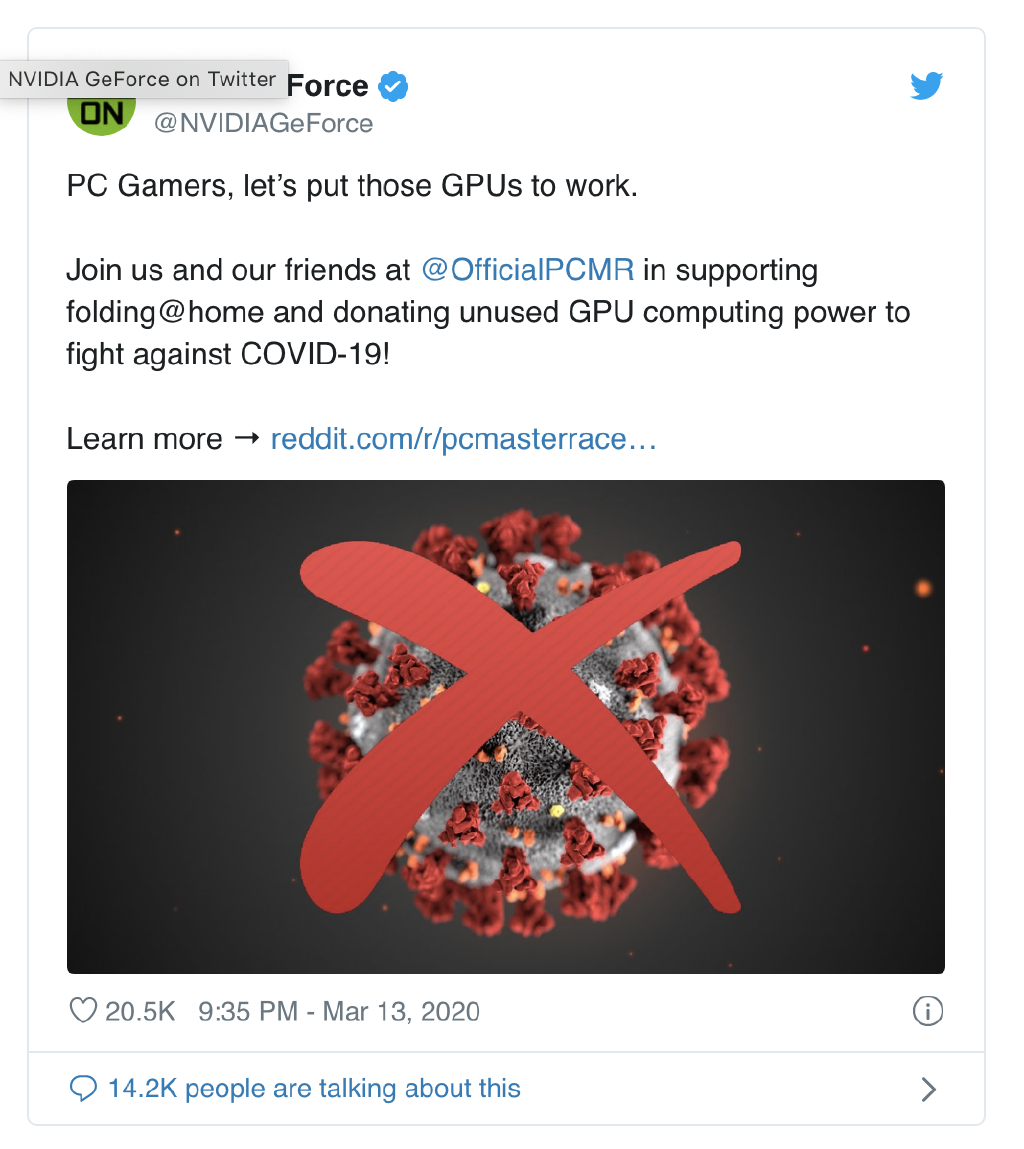 NVIDIA GeForce on Twitter
Force
ON
@NVIDIAGeForce
PC Gamers, let's put those GPUs to work.
Join us and our friends at @OfficialPCMR in supporting
folding@home and donating unused GPU computing power to
fight against COVID-19!
Learn more → reddit.com/r/pcmasterrace…
20.5K 9:35 PM - Mar 13, 2020
14.2K people are talking about this